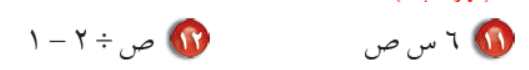 ١١ ٦ س ص
١٢ ص ÷ ٢ − ١